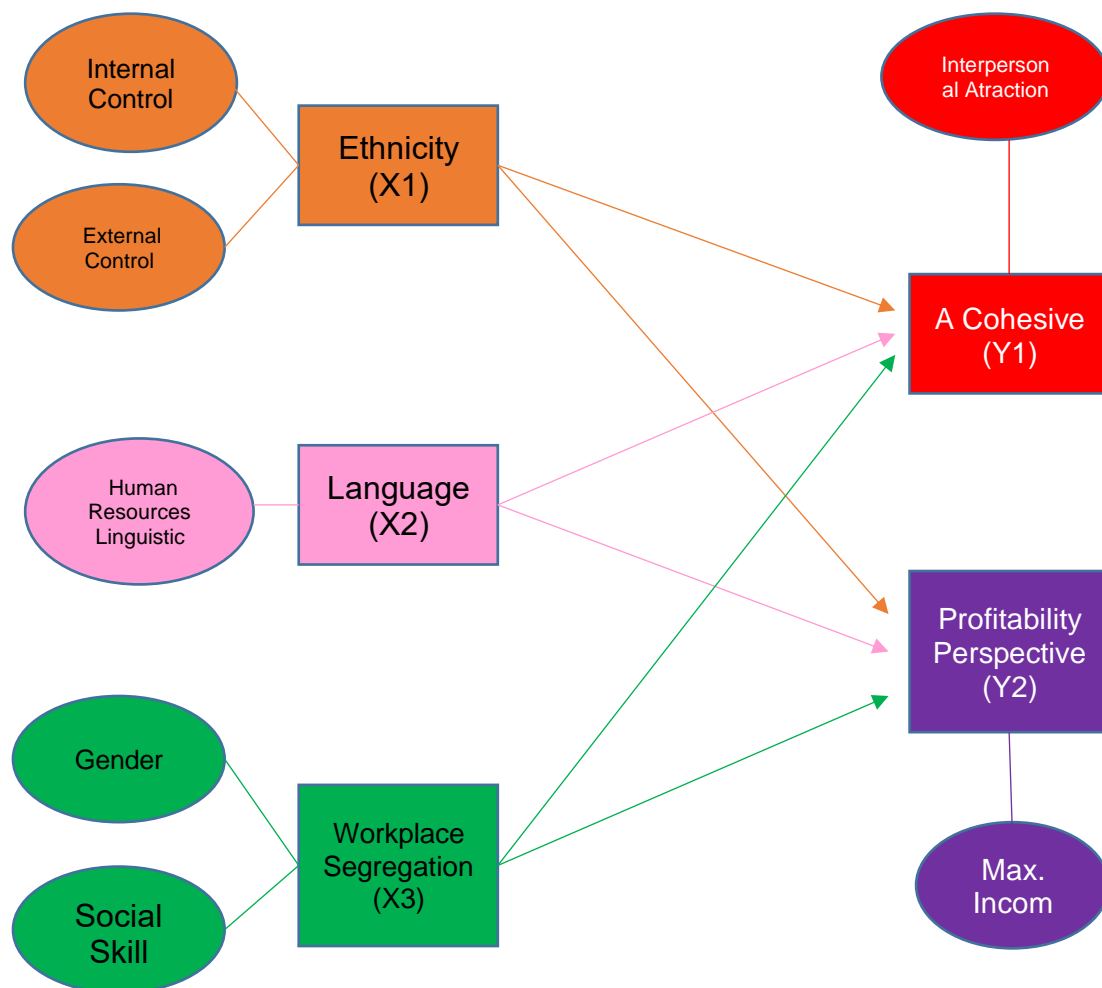 Internal
Control
Interperson
al Atraction
Ethnicity
(X1)
External
Control
A Cohesive
(Y1)
Human
Resources
Linguistic
Language
(X2)
Profitability
Perspective
(Y2)
Gender
Workplace
Segregation
(X3)
Max.
Incom
Social
Skill